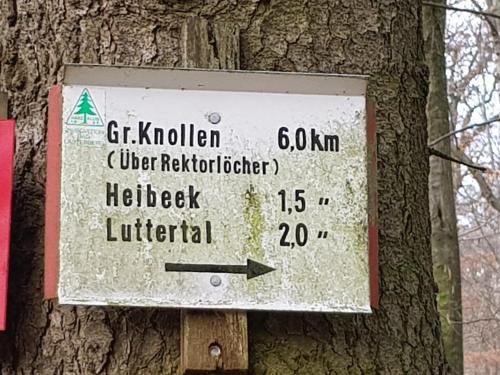 Gr.Knollen 6,0 km
(Über Rektorlöcher)
Heibeek 1,5 "
Luttertal 2,0 "